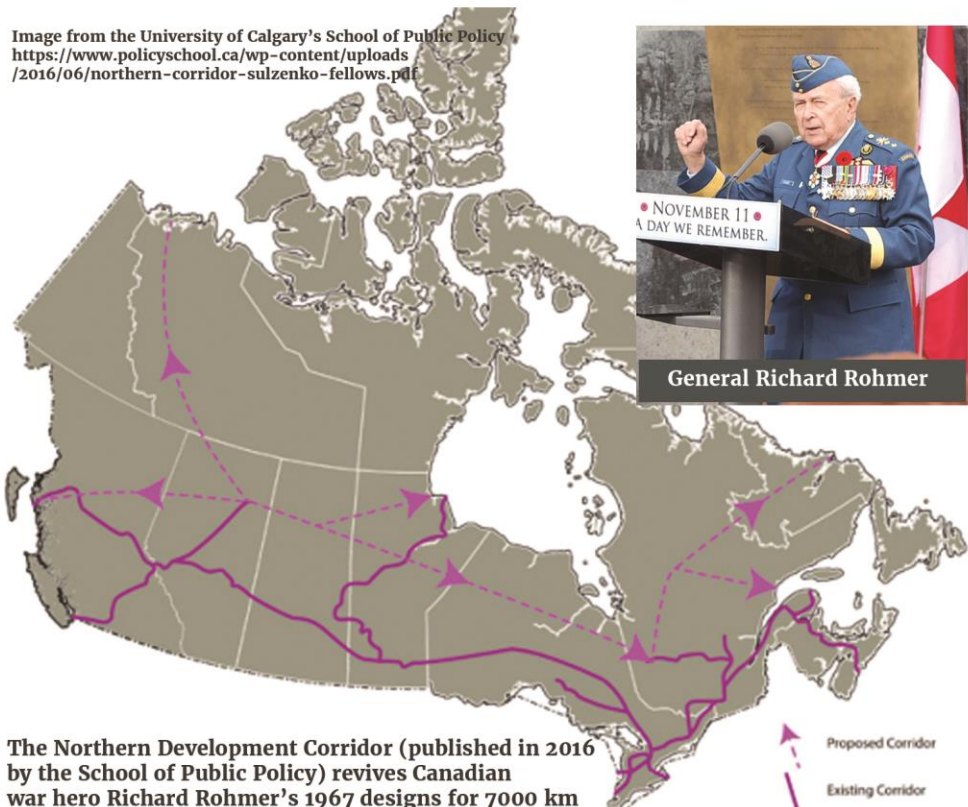 Image from the University of Calgary's School of Public Policy
https://www.policyschool.ca/wp-content/uploads
/2016/06/northern-corridor-sulzenko-fellows.pdf
NOVEMBER 11
A DAY WE REMEMBER.
General Richard Rohmer
The Northern Development Corridor (published in 2016
by the School of Public Policy) revives Canadian
war hero Richard Rohmer's 1967 designs for 7000 km
Proposed Corridor
Existing Corridor